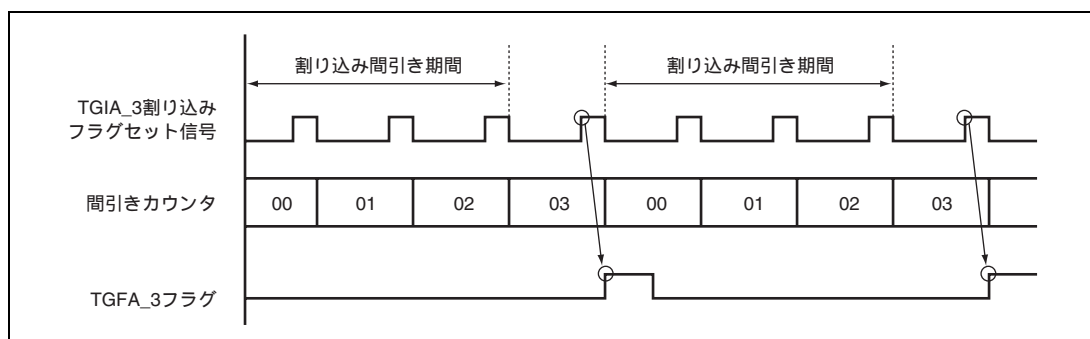 割り込み間引き期間 割り込み間引き期間
TGIA_3割り込み
フラグセット信号
間引きカウンタ 00 01 02 03 00 01 02 03
TGFA_3フラグ